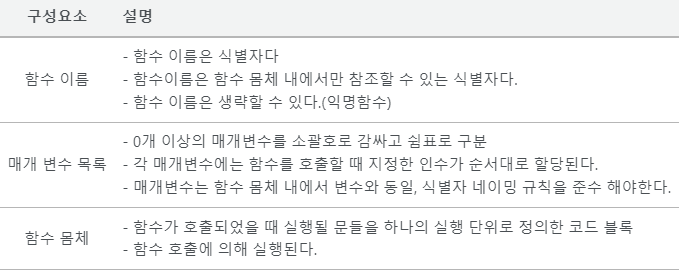 구성요소 설명
함수 이름
- 함수 이름은 식별자다
- 함수이름은 함수 몸체 내에서만 참조할 수 있는 식별자다.
- 함수 이름은 생략할 수 있다.(익명함수)
매개 변수 목록
- 0개 이상의 매개변수를 소괄호로 감싸고 쉼표로 구분
- 각 매개변수에는 함수를 호출할 때 지정한 인수가 순서대로 할당된다.
- 매개변수는 함수 몸체 내에서 변수와 동일, 식별자 네이밍 규칙을 준수 해야한다.
함수 몸체
- 함수가 호출되었을 때 실행될 문들을 하나의 실행 단위로 정의한 코드 블록
- 함수 호출에 의해 실행된다.